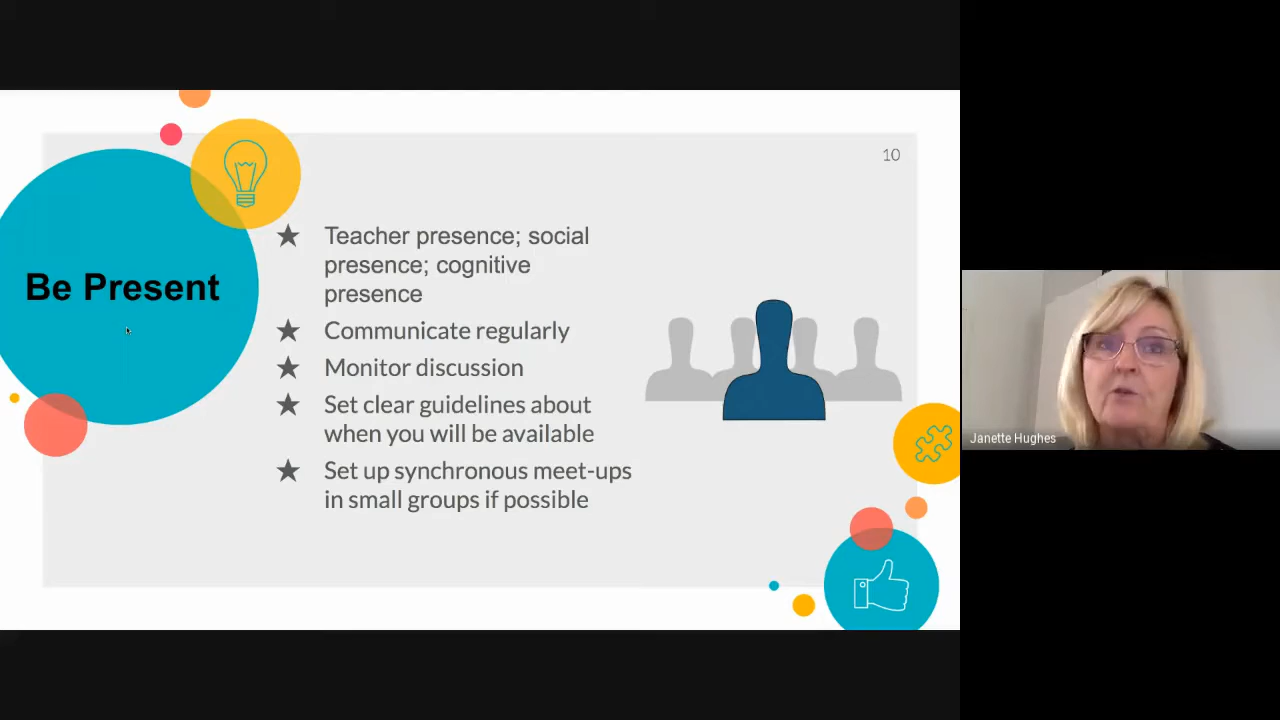 10
Be Present
★ Teacher presence; social
presence; cognitive
presence
★ Communicate regularly
★ Monitor discussion
★ Set clear guidelines about
when you will be available
★ Set up synchronous meet-ups
in small groups if possible
Janette Hughes